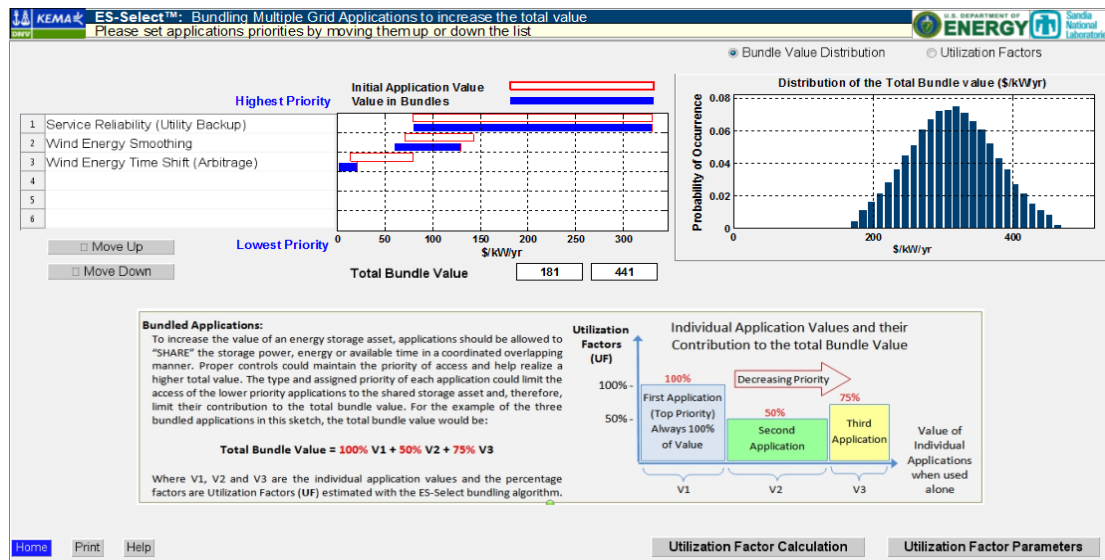 DNV KEMA
ES-Select™: Bundling Multiple Grid Applications to increase the total value
Please set applications priorities by moving them up or down the list
U.S. DEPARTMENT OF
ENERGY
Sandia
National
Laboratories
Bundle Value Distribution
Utilization Factors
Initial Application Value
Highest Priority
Value in Bundles
1 Service Reliability (Utility Backup)
2 Wind Energy Smoothing
3 Wind Energy Time Shift (Arbitrage)
4
5
6
Move Up
Move Down
Lowest Priority
0 50 100 150 200 250 300
$/kW/yr
Total Bundle Value 181 441
Distribution of the Total Bundle value ($/kW/yr)
Probability of Occurrence
0.08
0.06
0.04
0.02
0
0 200 400
$/kW/yr
Bundled Applications:
To increase the value of an energy storage asset, applications should be allowed to
"SHARE" the storage power, energy or available time in a coordinated overlapping
manner. Proper controls could maintain the priority of access and help realize a
higher total value. The type and assigned priority of each application could limit the
access of the lower priority applications to the shared storage asset and, therefore,
limit their contribution to the total bundle value. For the example of the three
bundled applications in this sketch, the total bundle value would be:
Total Bundle Value = 100% V1 + 50% V2 + 75% V3
Where V1, V2 and V3 are the individual application values and the percentage
factors are Utilization Factors (UF) estimated with the ES-Select bundling algorithm.
Utilization
Factors
(UF)
Individual Application Values and their
Contribution to the total Bundle Value
100%
50%
100%
Decreasing Priority
75%
First Application
(Top Priority)
Always 100%
of Value
50%
Second
Application
Third
Application
Value of
Individual
Applications
when used
alone
V1
V2
V3
Home
Print
Help
Utilization Factor Calculation
Utilization Factor Parameters